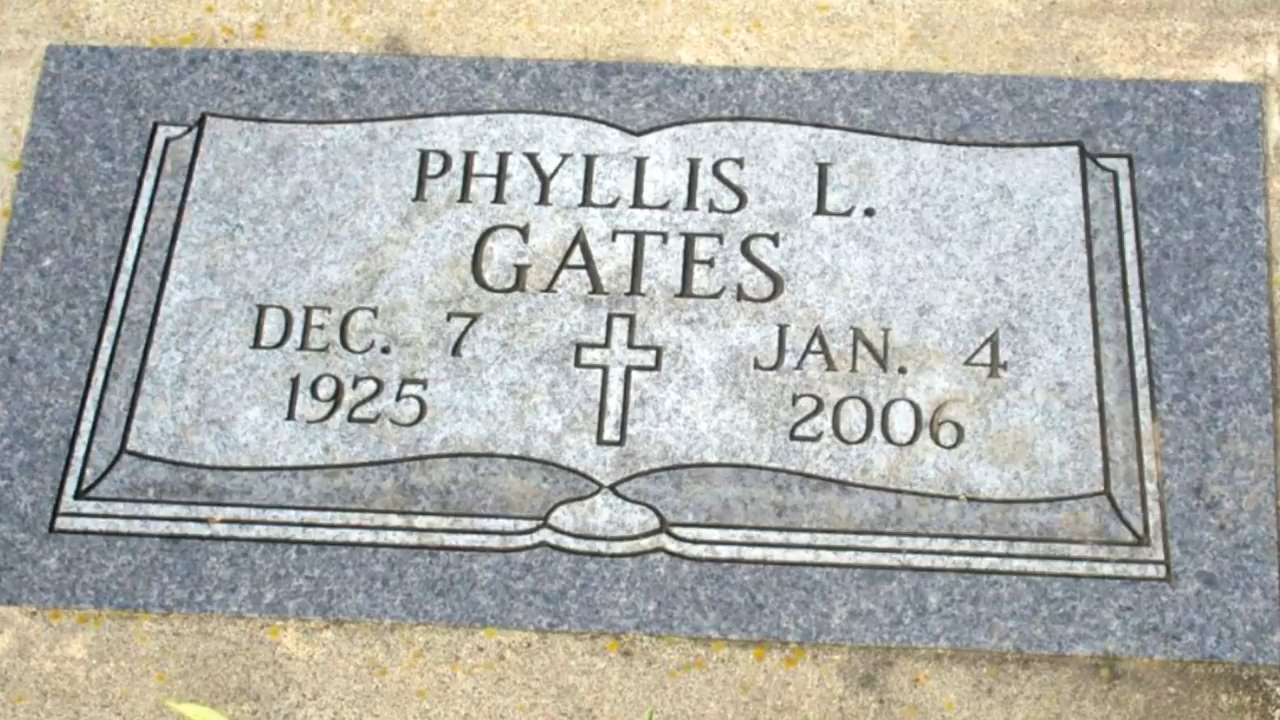 PHYLLIS L.
GATES
DEC. 7
1925
JAN. 4
2006